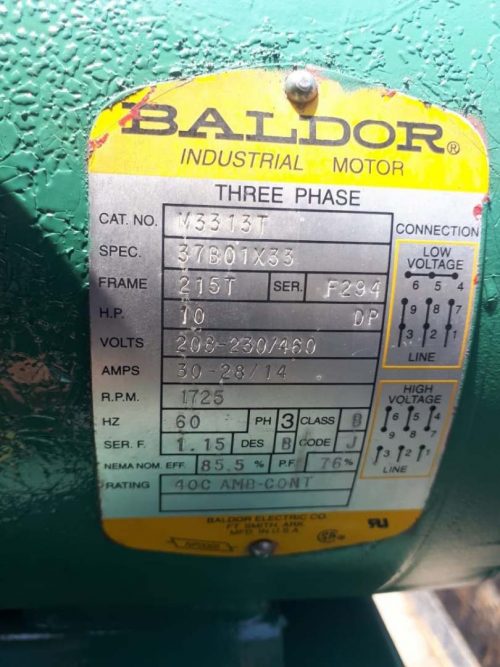 BALDOR®
INDUSTRIAL MOTOR
THREE PHASE
CAT. NO. M3313T
SPEC. 37B01X33
FRAME 215T SER. F294
H.P. 10 DP
VOLTS 208-230/460
AMPS 30-28/14
R.P.M. 1725
HZ 60 PH 3 CLASS B
SER. F. 1.15 DES B CODE J
NEMA NOM. EFF. 85.5 % P.F. 76%
RATING 40C AMB-CONT
CONNECTION
LOW
VOLTAGE
6 5 4
9 8 7
3 2 1
LINE
HIGH
VOLTAGE
6 5 4
9 8 7
3 2 1
LINE
BALDOR ELECTRIC CO.
FT. SMITH, ARK.
MFD. IN U.S.A.